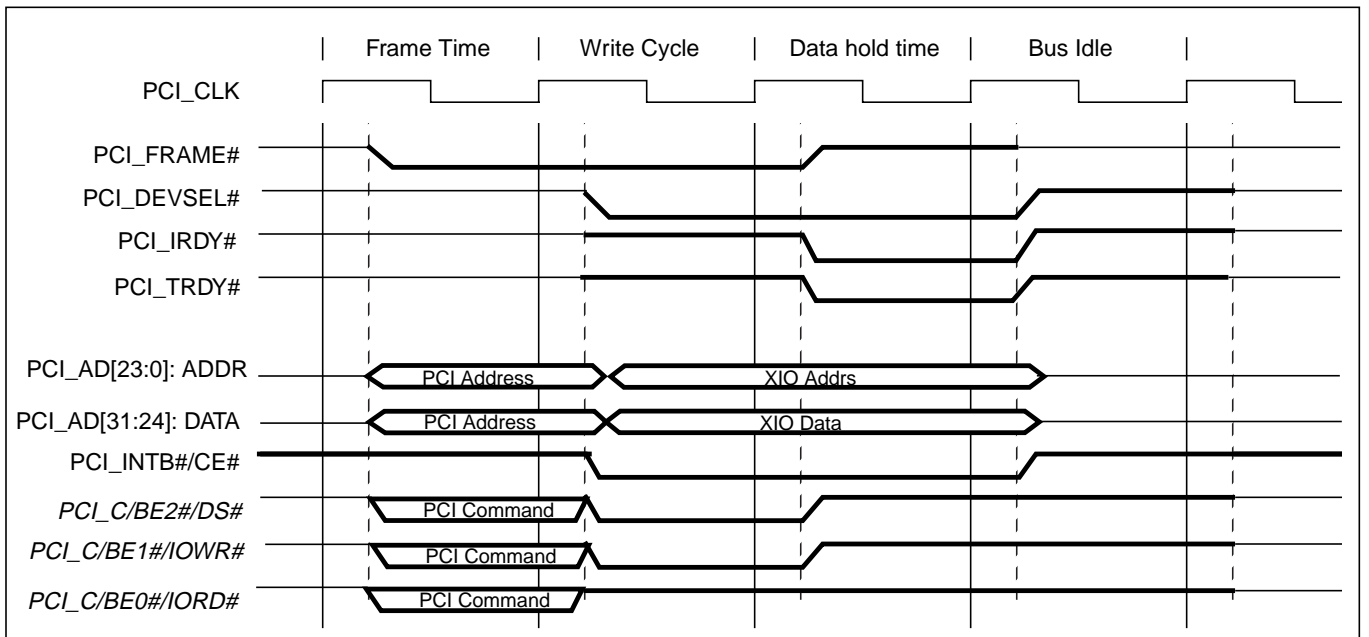 Frame Time Write Cycle Data hold time Bus Idle
PCI_CLK
PCI_FRAME#
PCI_DEVSEL#
PCI_IRDY#
PCI_TRDY#
PCI_AD[23:0]: ADDR PCI Address XIO Addrs
PCI_AD[31:24]: DATA PCI Address XIO Data
PCI_INTB#/CE#
PCI_C/BE2#/DS# PCI Command
PCI_C/BE1#/IOWR# PCI Command
PCI_C/BE0#/IORD# PCI Command